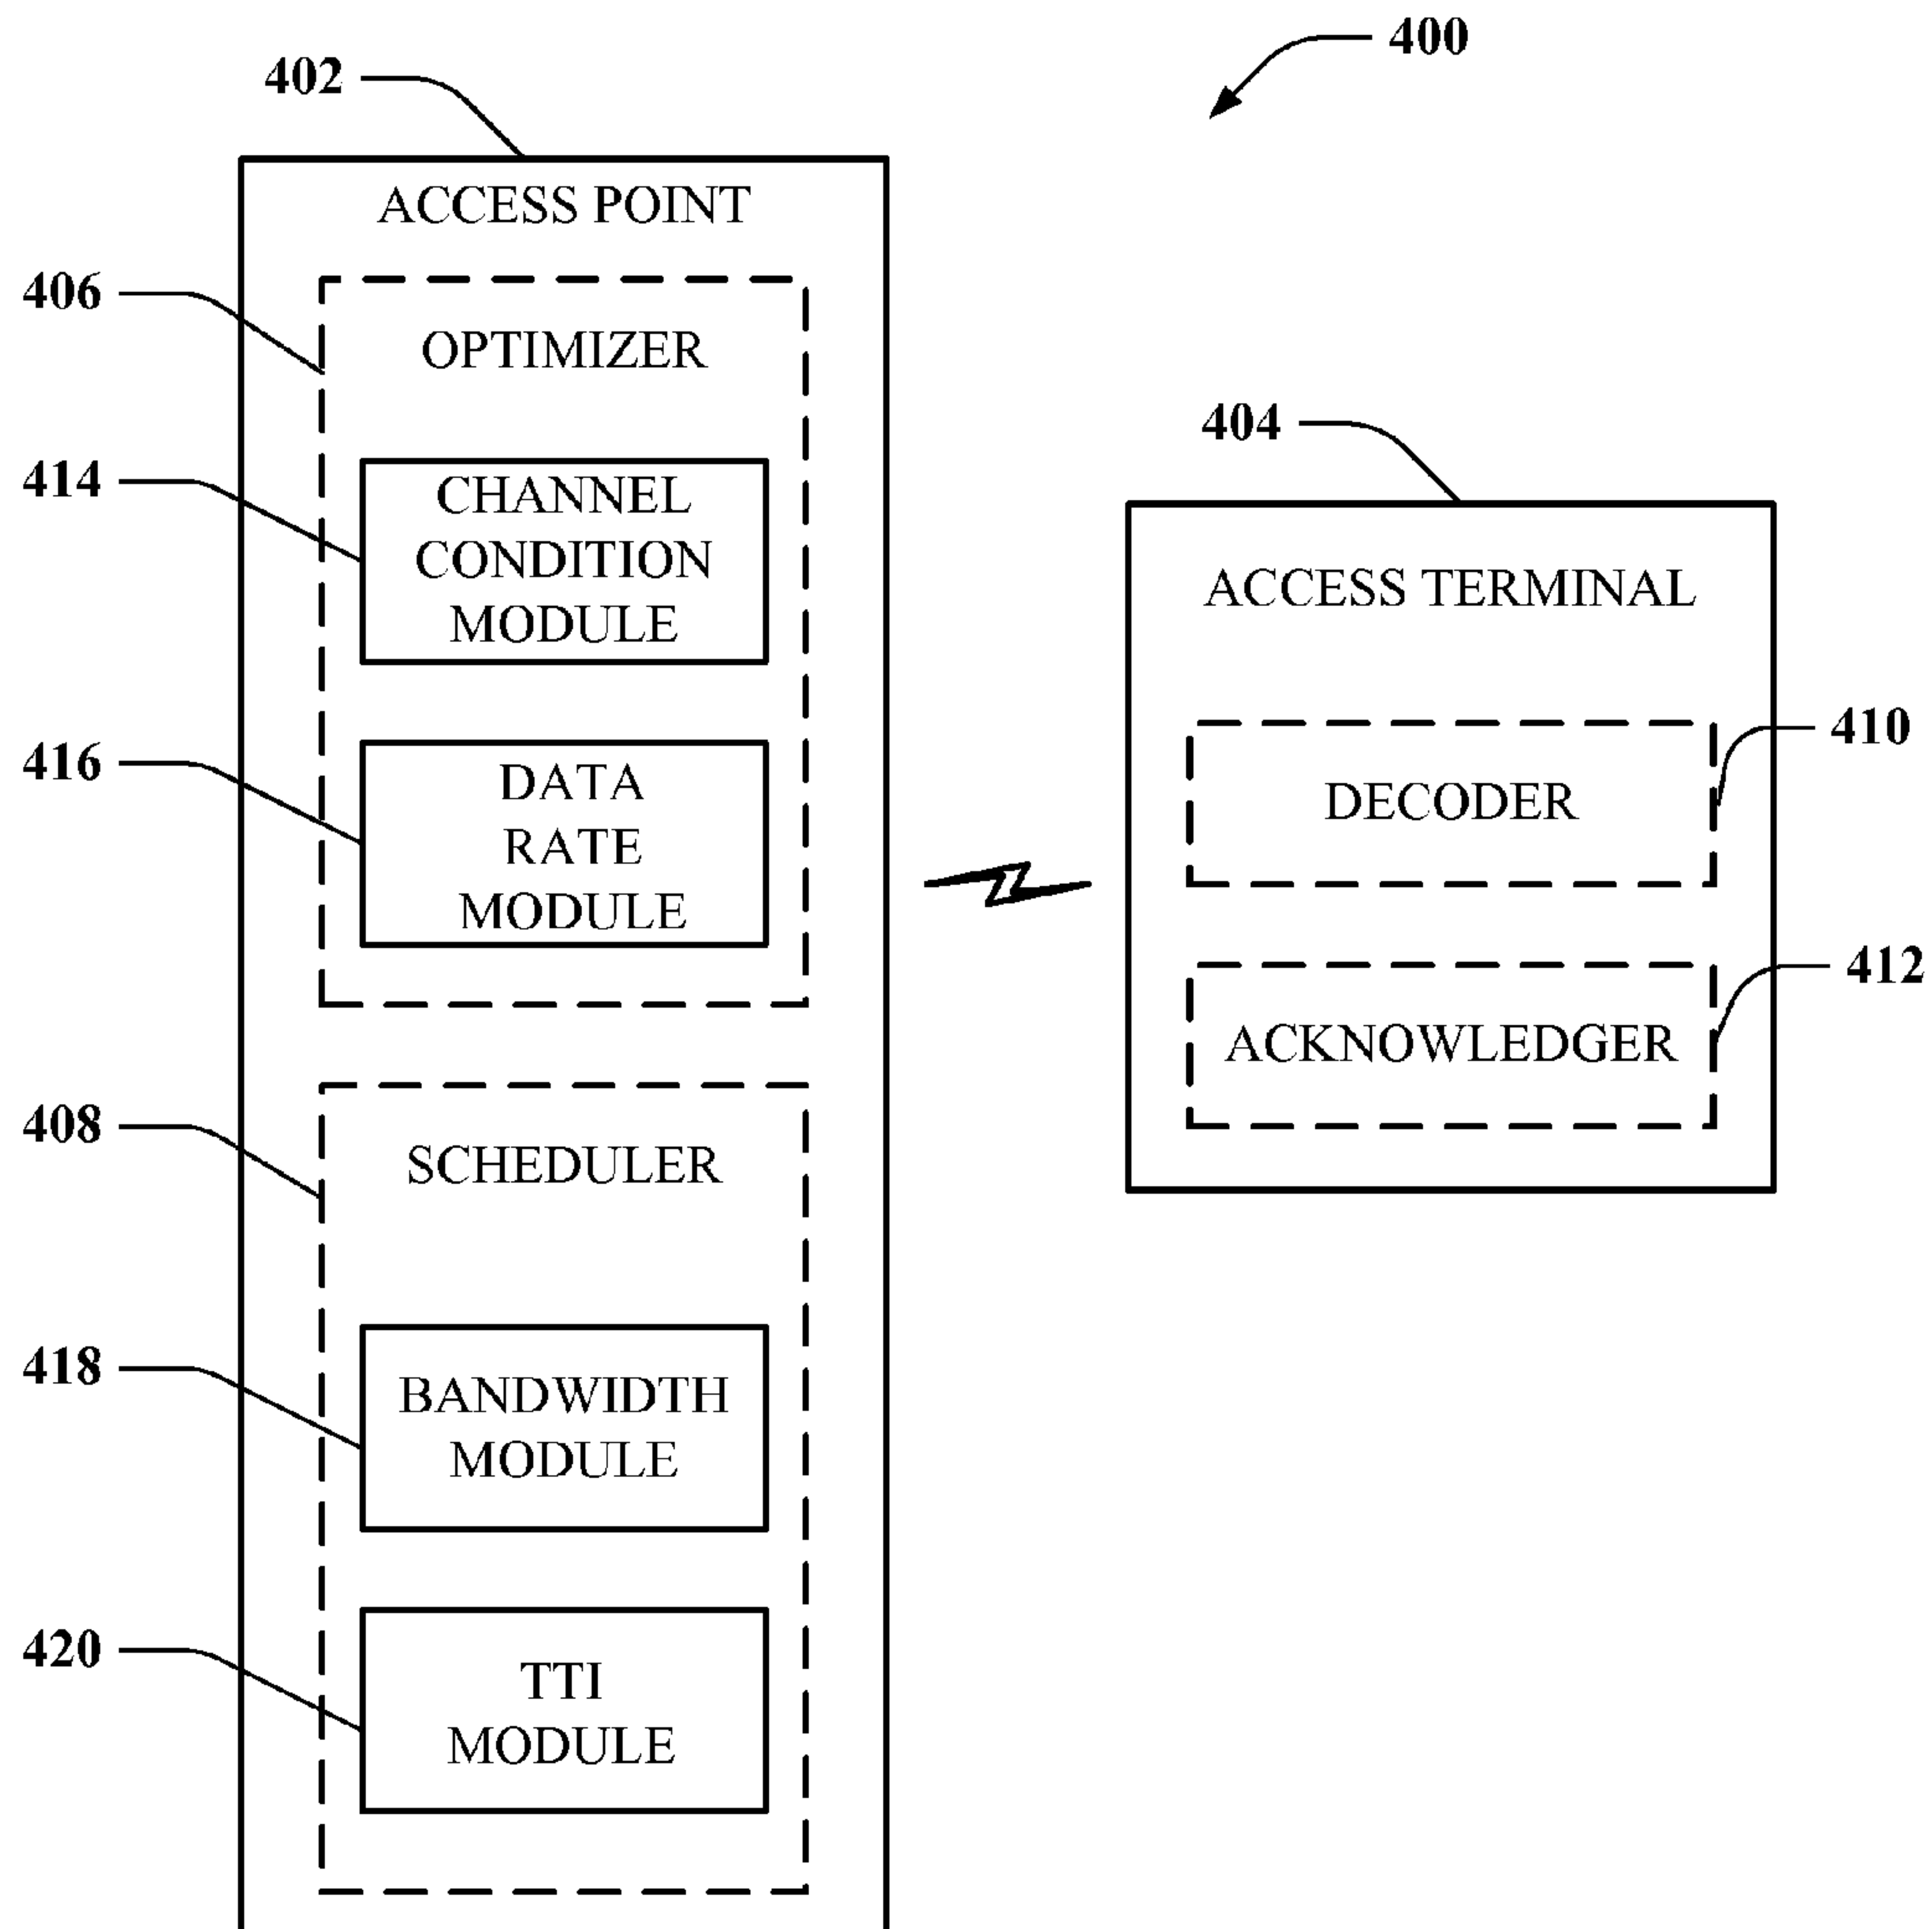 400
402
ACCESS POINT
406
OPTIMIZER
414
CHANNEL
CONDITION
MODULE
416
DATA
RATE
MODULE
408
SCHEDULER
418
BANDWIDTH
MODULE
420
TTI
MODULE
404
ACCESS TERMINAL
410
DECODER
412
ACKNOWLEDGER